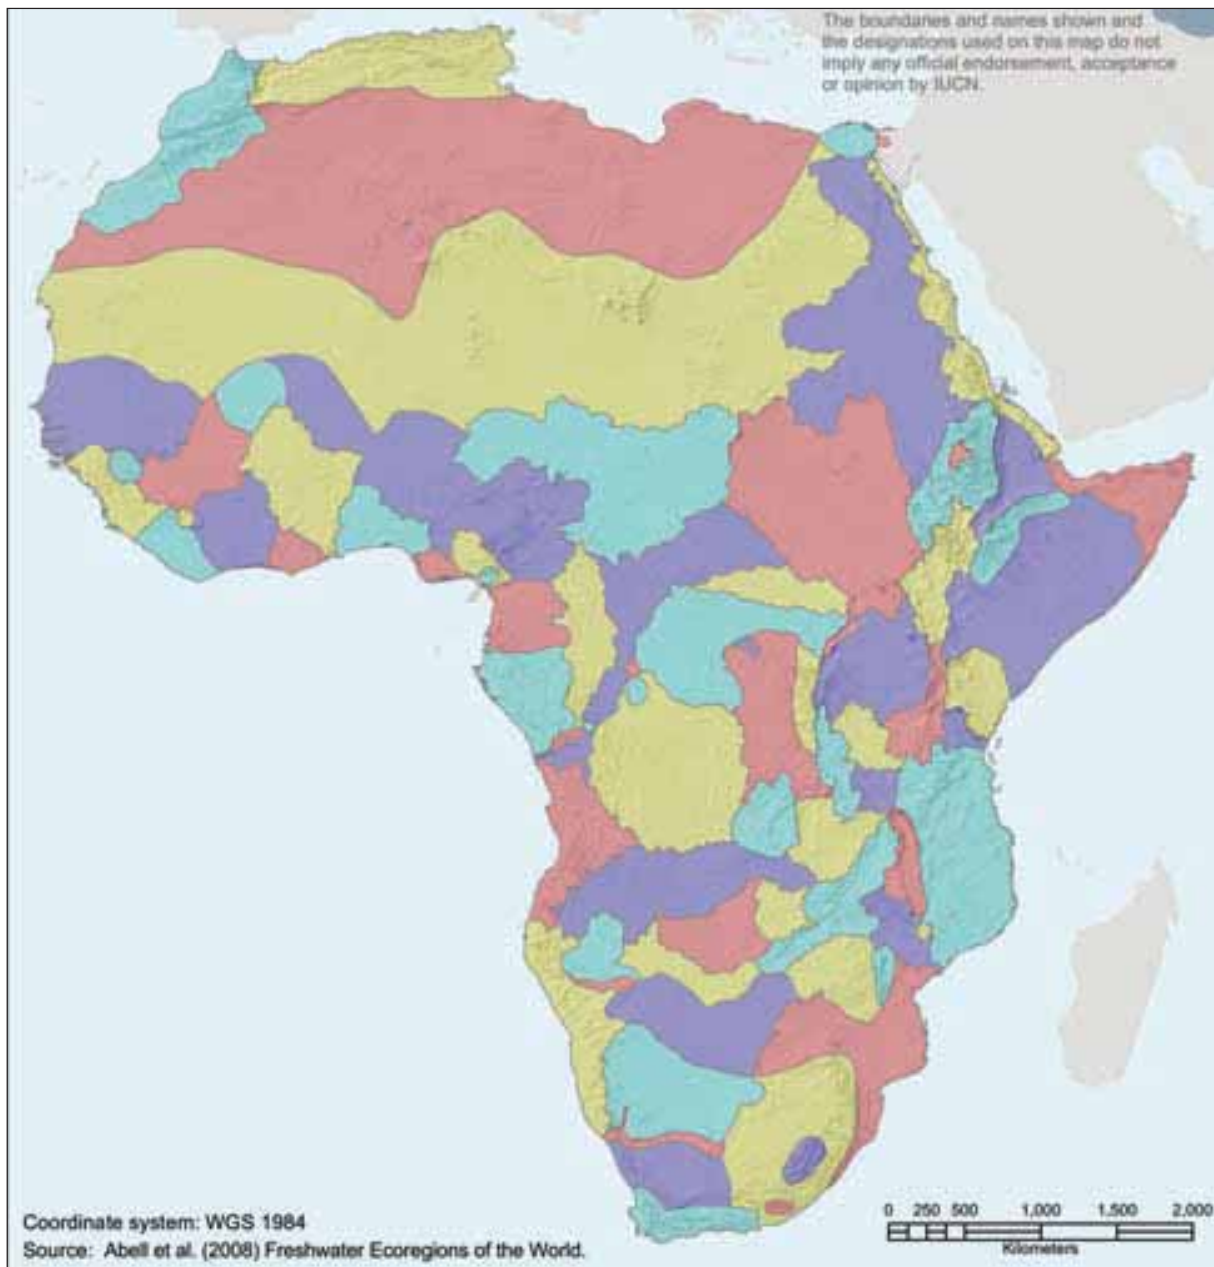 The boundaries and names shown and
the designations used on this map do not
imply any official endorsement, acceptance
or opinion by IUCN.
Coordinate system: WGS 1984
Source: Abell et al. (2008) Freshwater Ecoregions of the World.
0 250 500 1,000 1,500 2,000
Kilometers